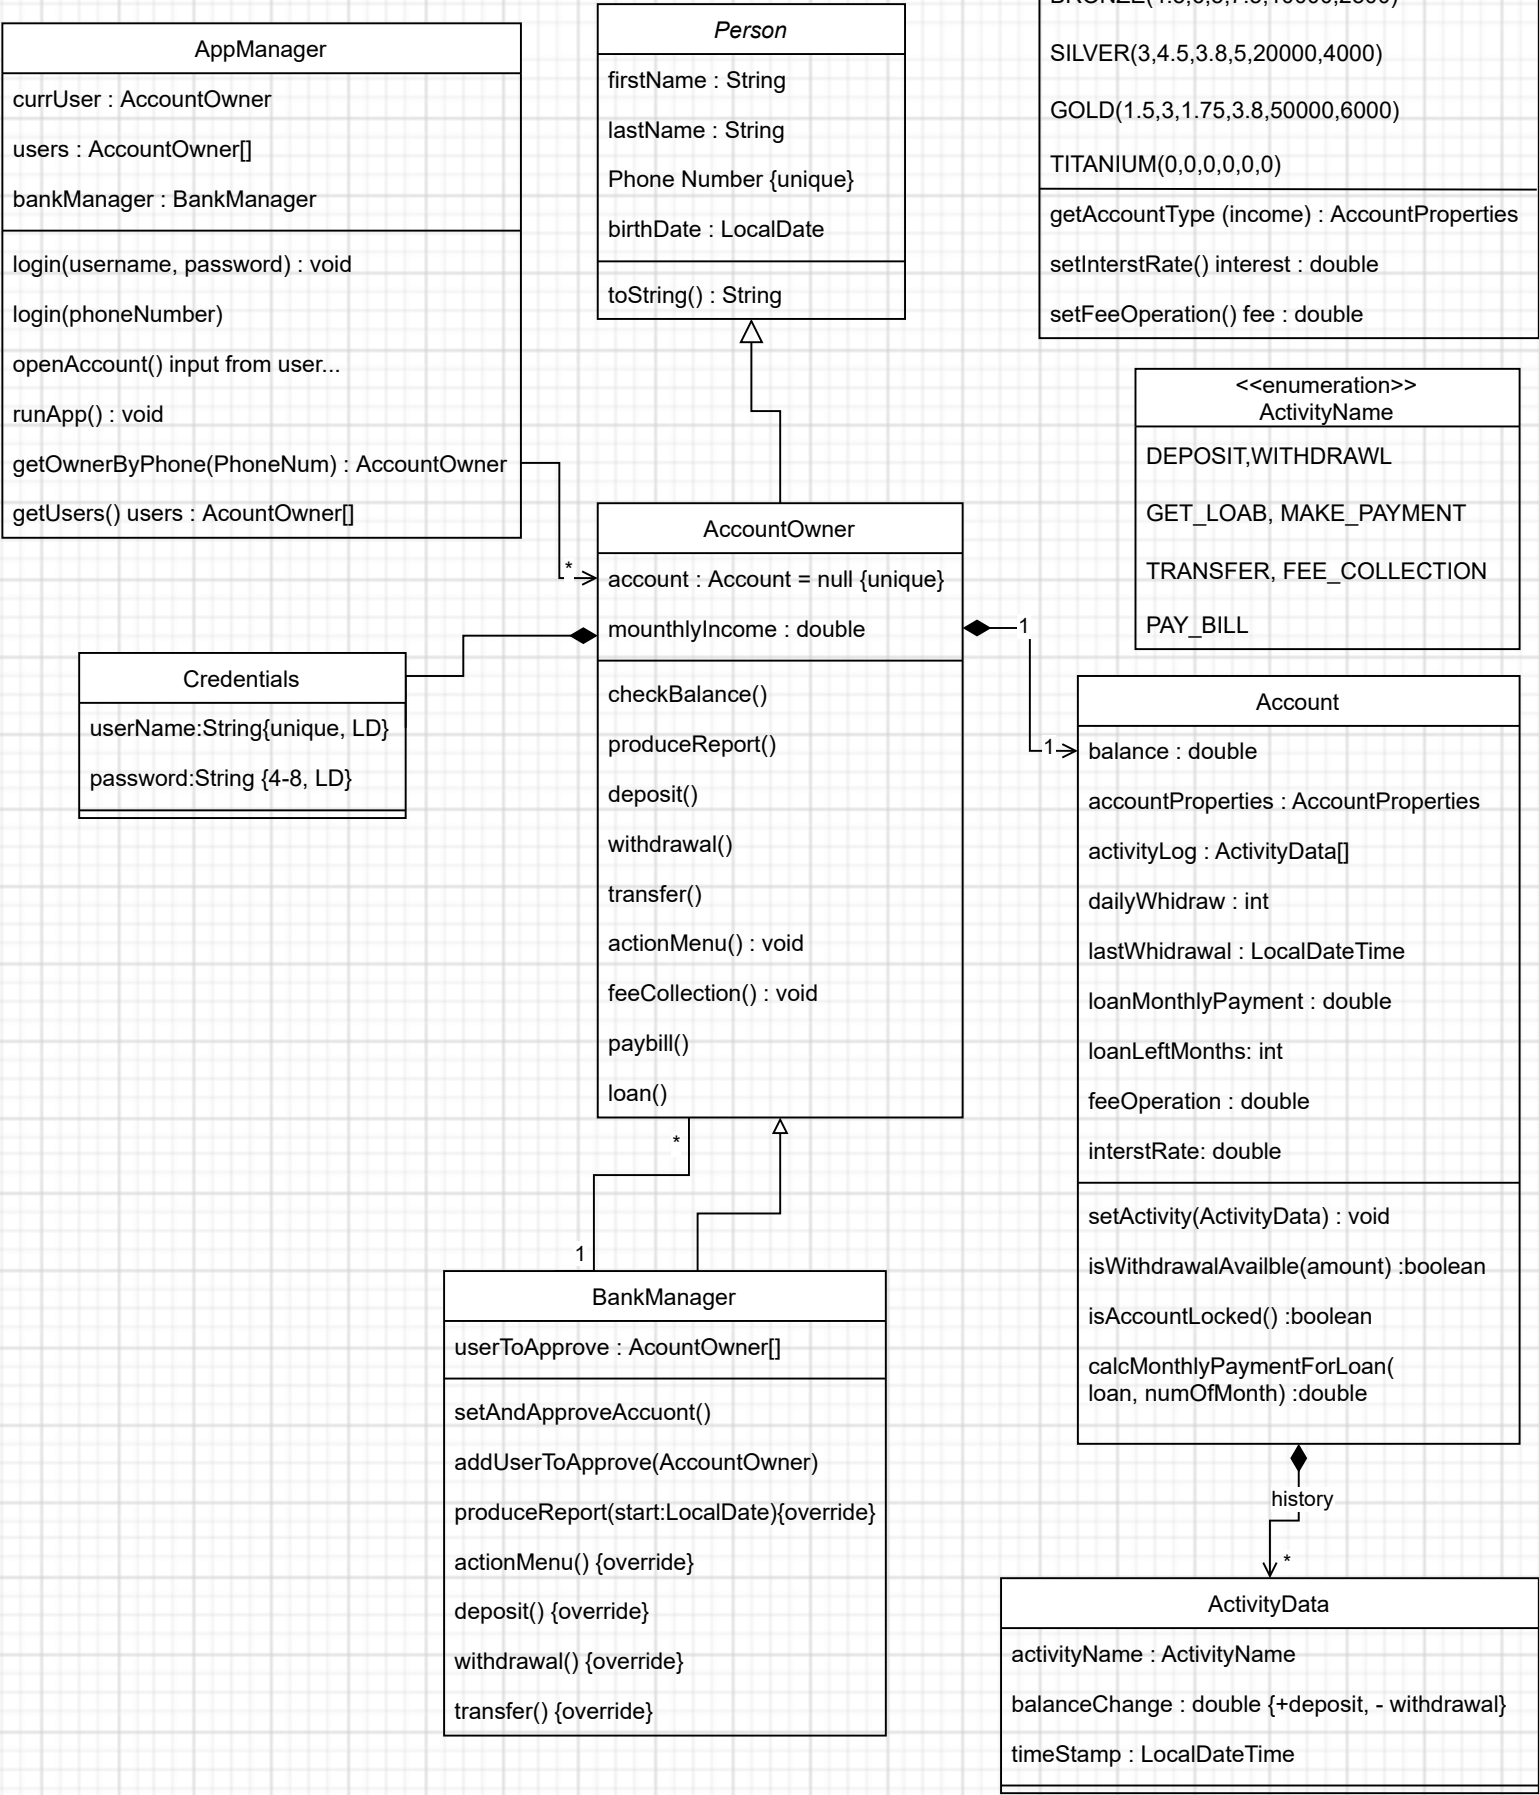 AppManager
currUser : AccountOwner
users : AccountOwner[]
bankManager : BankManager
login(username, password) : void
login(phoneNumber)
openAccount() input from user...
runApp() : void
getOwnerByPhone(PhoneNum) : AccountOwner
getUsers() users : AcountOwner[]
Person
firstName : String
lastName : String
Phone Number {unique}
birthDate : LocalDate
toString() : String
SILVER(3,4.5,3.8,5,20000,4000)
GOLD(1.5,3,1.75,3.8,50000,6000)
TITANIUM(0,0,0,0,0,0)
getAccountType (income) : AccountProperties
setInterstRate() interest : double
setFeeOperation() fee : double
<<enumeration>>
ActivityName
DEPOSIT,WITHDRAWL
GET_LOAB, MAKE_PAYMENT
TRANSFER, FEE_COLLECTION
PAY_BILL
*
AccountOwner
account : Account = null {unique}
mounthlyIncome : double
checkBalance()
produceReport()
deposit()
withdrawal()
transfer()
actionMenu() : void
feeCollection() : void
paybill()
loan()
1
1
Credentials
userName:String{unique, LD}
password:String {4-8, LD}
Account
balance : double
accountProperties : AccountProperties
activityLog : ActivityData[]
dailyWhidraw : int
lastWhidrawal : LocalDateTime
loanMonthlyPayment : double
loanLeftMonths: int
feeOperation : double
interstRate: double
setActivity(ActivityData) : void
isWithdrawalAvailble(amount) :boolean
isAccountLocked() :boolean
calcMonthlyPaymentForLoan(
loan, numOfMonth) :double
*
1
BankManager
userToApprove : AcountOwner[]
setAndApproveAccuont()
addUserToApprove(AccountOwner)
produceReport(start:LocalDate){override}
actionMenu() {override}
deposit() {override}
withdrawal() {override}
transfer() {override}
history
*
ActivityData
activityName : ActivityName
balanceChange : double {+deposit, - withdrawal}
timeStamp : LocalDateTime